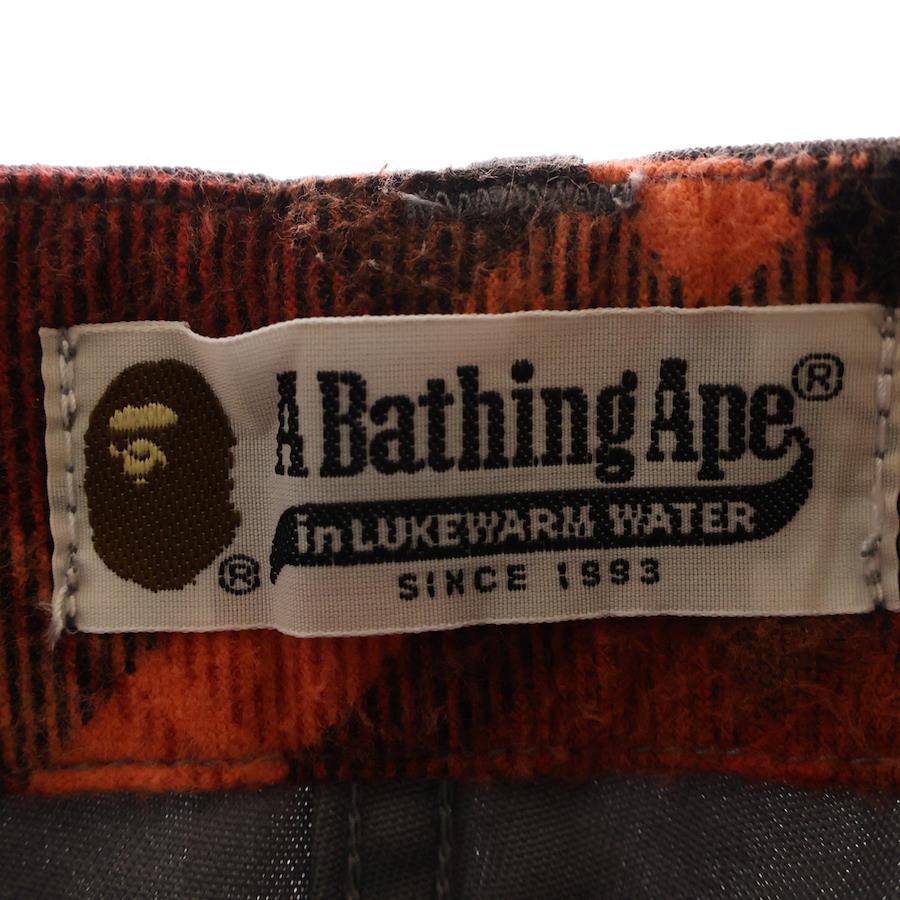 A Bathing Ape®
in LUKEWARM WATER
® SINCE 1993